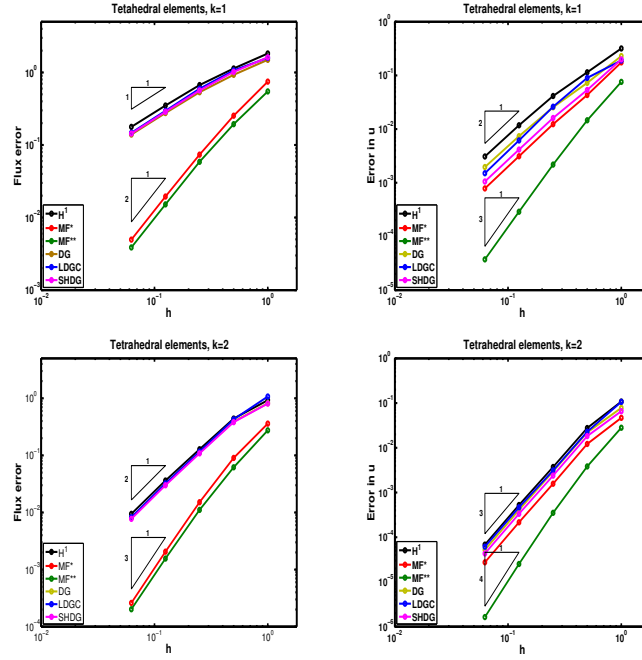 Tetahedral elements, k=1
Flux error
10^0
10^-1
10^-2
10^-3
10^-2
10^-1
10^0
h
1
1
1
2
H^1
MF*
MF**
DG
LDGC
SHDG
Tetrahedral elements, k=1
Error in u
10^0
10^-1
10^-2
10^-3
10^-4
10^-5
10^-2
10^-1
10^0
h
1
2
1
3
H^1
MF*
MF**
DG
LDGC
SHDG
Tetrahedral elements, k=2
Flux error
10^0
10^-1
10^-2
10^-3
10^-4
10^-2
10^-1
10^0
h
1
2
1
3
H^1
MF*
MF**
DG
LDGC
SHDG
Tetrahedral elements, k=2
Error in u
10^0
10^-1
10^-2
10^-3
10^-4
10^-5
10^-6
10^-2
10^-1
10^0
h
1
3
1
4
H^1
MF*
MF**
DG
LDGC
SHDG